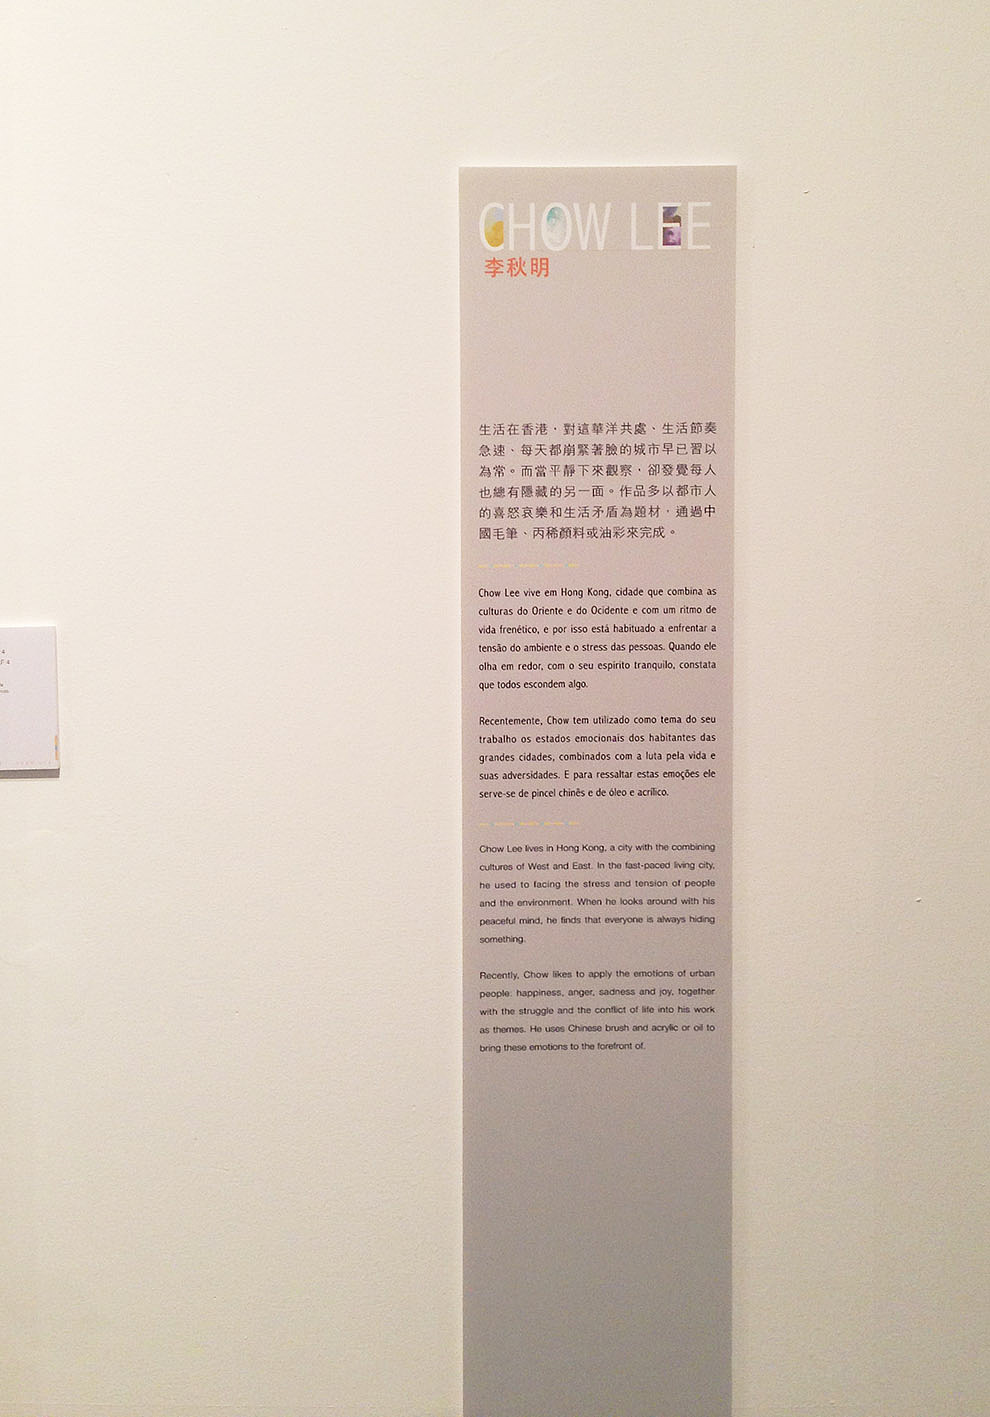 CHOW LEE
李秋明
生活在香港，對這華洋共處、生活節奏
急速、每天都崩緊著臉的城市早已習以
為常。而當平靜下來觀察，卻發覺每人
也總有隱藏的另一面。作品多以都市人
的喜怒哀樂和生活矛盾為題材，通過中
國毛筆、丙稀顏料或油彩來完成。
Chow Lee vive em Hong Kong, cidade que combina as
culturas do Oriente e do Ocidente e com um ritmo de
vida frenético, e por isso está habituado a enfrentar a
tensão do ambiente e o stress das pessoas. Quando ele
olha em redor, com o seu espírito tranquilo, constata
que todos escondem algo.
Recentemente, Chow tem utilizado como tema do seu
trabalho os estados emocionais dos habitantes das
grandes cidades, combinados com a luta pela vida e
suas adversidades. E para ressaltar estas emoções ele
serve-se de pincel chinês e de óleo e acrílico.
Chow Lee lives in Hong Kong, a city with the combining
cultures of West and East. In the fast-paced living city,
he used to facing the stress and tension of people
and the environment. When he looks around with his
peaceful mind, he finds that everyone is always hiding
something.
Recently, Chow likes to apply the emotions of urban
people: happiness, anger, sadness and joy, together
with the struggle and the conflict of life into his work
as themes. He uses Chinese brush and acrylic or oil to
bring these emotions to the forefront of.